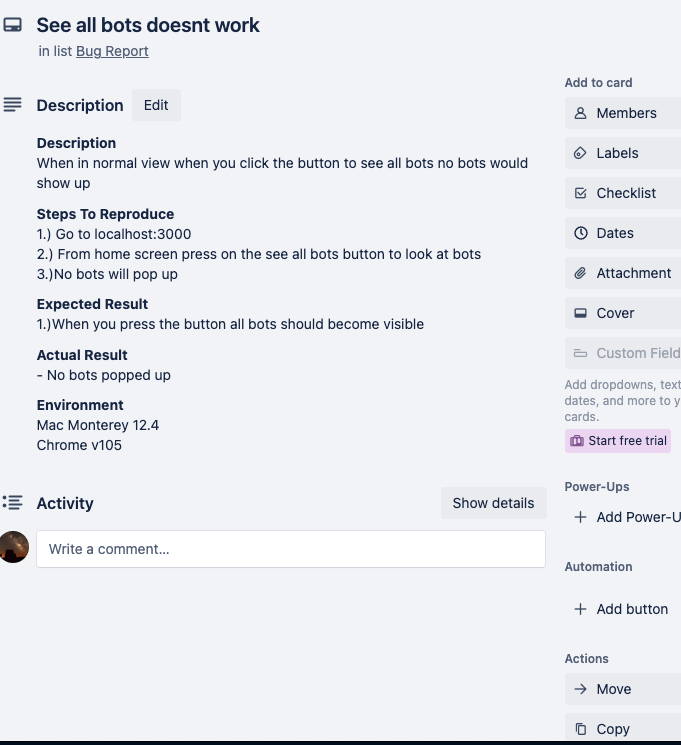 See all bots doesnt work
in list Bug Report
Description
Edit
Description
When in normal view when you click the button to see all bots no bots would
show up
Steps To Reproduce
1.) Go to localhost:3000
2.) From home screen press on the see all bots button to look at bots
3.)No bots will pop up
Expected Result
1.)When you press the button all bots should become visible
Actual Result
- No bots popped up
Environment
Mac Monterey 12.4
Chrome v105
Activity
Show details
Write a comment...
Add to card
Members
Labels
Checklist
Dates
Attachment
Cover
Custom Field
Add dropdowns, text
dates, and more to y
cards.
Start free trial
Power-Ups
Add Power-U
Automation
Add button
Actions
Move
Copy